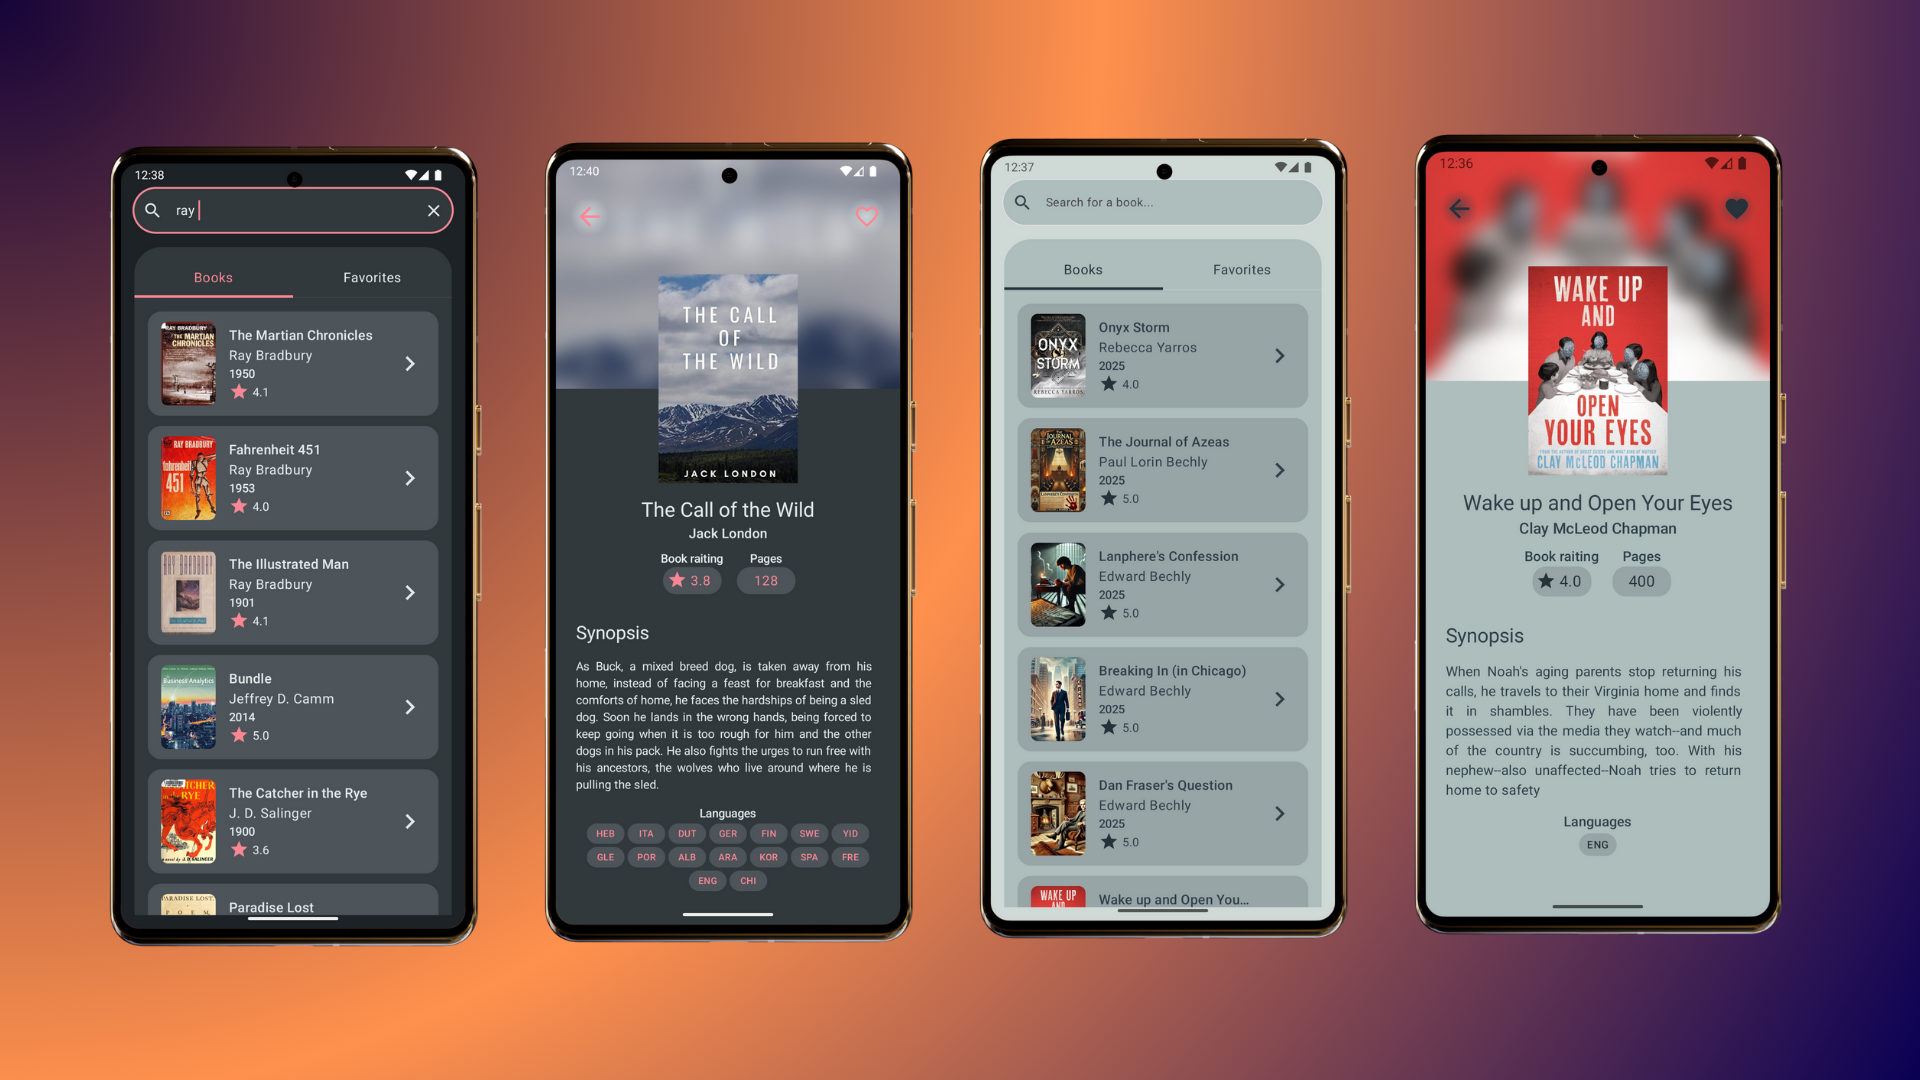 12:38
ray
Books
Favorites
RAY BRADBURY
THE MARTIAN
CHRONICLES
The Martian Chronicles
Ray Bradbury
1950
4.1
RAY BRADBURY
fahrenheit
451
Fahrenheit 451
Ray Bradbury
1953
4.0
RAY BRADBURY
The Illustrated Man
Ray Bradbury
1901
4.1
Business Analytics
Bundle
Jeffrey D. Camm
2014
5.0
RYE
The Catcher in the Rye
J. D. Salinger
1900
3.6
PARADISE LOST.
P O E M
Paradise Lost
12:40
THE CALL
OF
THE WILD
JACK LONDON
The Call of the Wild
Jack London
Book raiting
Pages
3.8
128
Synopsis
As Buck, a mixed breed dog, is taken away from his
home, instead of facing a feast for breakfast and the
comforts of home, he faces the hardships of being a sled
dog. Soon he lands in the wrong hands, being forced to
keep going when it is too rough for him and the other
dogs in his pack. He also fights the urges to run free with
his ancestors, the wolves who live around where he is
pulling the sled.
Languages
HEB ITA DUT GER FIN SWE YID
GLE POR ALB ARA KOR SPA FRE
ENG CHI
12:37
Search for a book...
Books
Favorites
ONYX
STORM
REBECCA YARROS
Onyx Storm
Rebecca Yarros
2025
4.0
JOURNAL
OF AZEAS
The Journal of Azeas
Paul Lorin Bechly
2025
5.0
Lanphere's Confession
Edward Bechly
2025
5.0
Breaking In (in Chicago)
Edward Bechly
2025
5.0
Dan Fraser's Question
Edward Bechly
2025
5.0
WAKE UP
AND
Wake up and Open You...
12:36
WAKE UP
AND
OPEN
YOUR EYES
CLAY McLEOD CHAPMAN
Wake up and Open Your Eyes
Clay McLeod Chapman
Book raiting
Pages
4.0
400
Synopsis
When Noah's aging parents stop returning his
calls, he travels to their Virginia home and finds
it in shambles. They have been violently
possessed via the media they watch--and much
of the country is succumbing, too. With his
nephew--also unaffected--Noah tries to return
home to safety
Languages
ENG